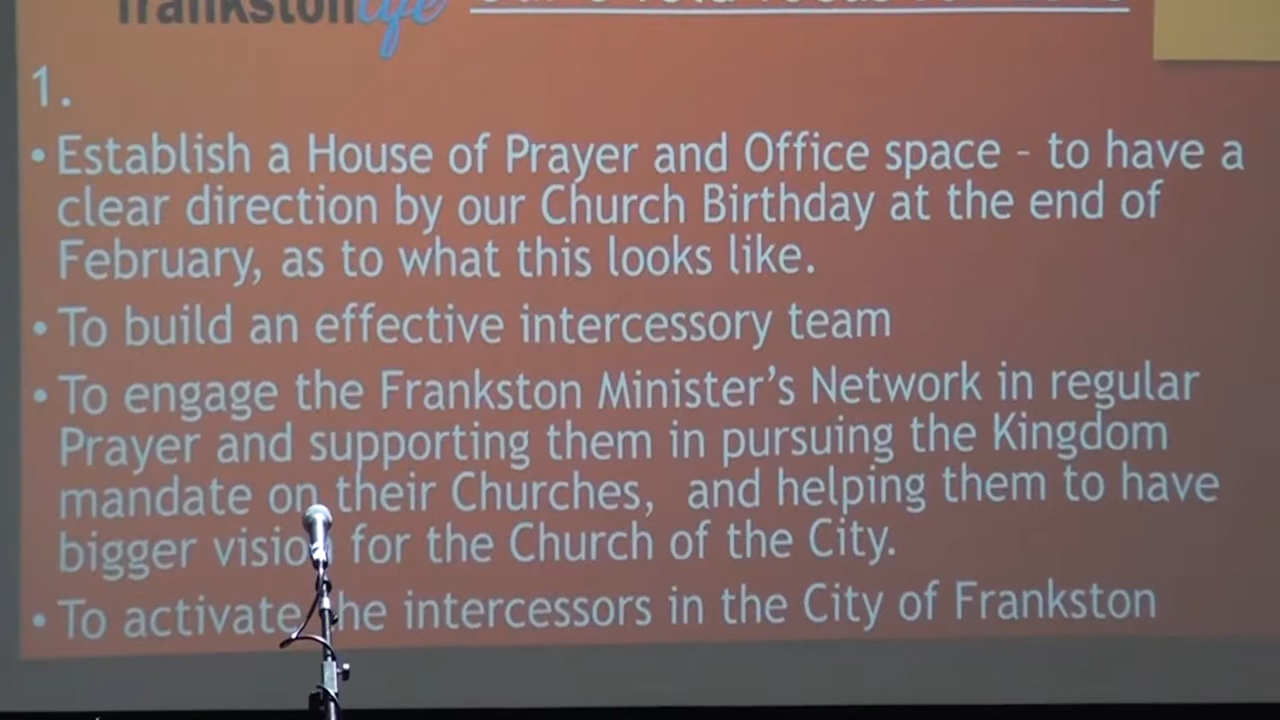 frankstonlife
1.
• Establish a House of Prayer and Office space - to have a
clear direction by our Church Birthday at the end of
February, as to what this looks like.
• To build an effective intercessory team
• To engage the Frankston Minister's Network in regular
Prayer and supporting them in pursuing the Kingdom
mandate on their Churches, and helping them to have
bigger vision for the Church of the City.
• To activate the intercessors in the City of Frankston